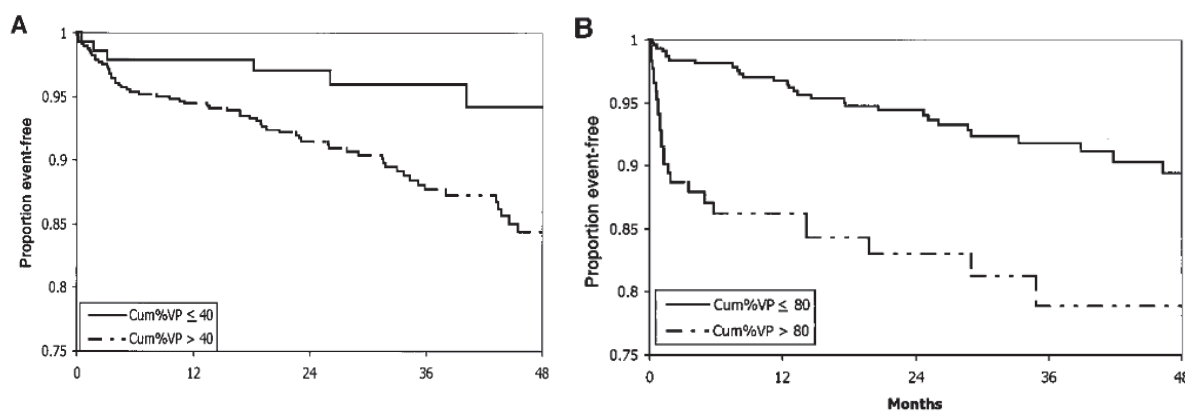 A
Proportion event-free
1
0.95
0.9
0.85
0.8
0.75
0
12
24
36
48
Cum%VP ≤ 40
Cum%VP > 40
B
Proportion event-free
1
0.95
0.9
0.85
0.8
0.75
0
12
24
36
48
Months
Cum%VP ≤ 80
Cum%VP > 80